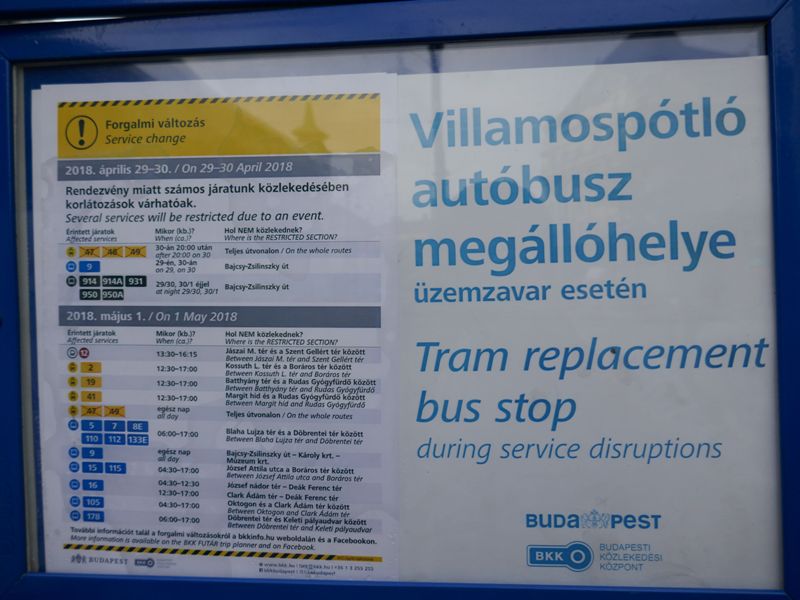 Forgalmi változás
Service change
2018. április 29–30. / On 29–30 April 2018
Rendezvény miatt számos járatunk közlekedésében
korlátozások várhatóak.
Several services will be restricted due to an event.
Érintett járatok Mikor (kb.)? Hol NEM közlekednek?
Affected services When (ca.)? Where is the RESTRICTED SECTION?
47 48 49 30-án 20:00 után Teljes útvonalon / On the whole routes
after 20:00 on 30
9 29-én, 30-án Bajcsy-Zsilinszky út
on 29, on 30
914 914A 931 29/30, 30/1 éjjel Bajcsy-Zsilinszky út
950 950A at night 29/30, 30/1
2018. május 1. / On 1 May 2018
Érintett járatok Mikor (kb.)? Hol NEM közlekednek?
Affected services When (ca.)? Where is the RESTRICTED SECTION?
12 13:30–16:15 Jászai M. tér és a Szent Gellért tér között
Between Jászai M. tér and Szent Gellért tér
2 12:30–17:00 Kossuth L. tér és a Boráros tér között
Between Kossuth L. tér and Boráros tér
19 12:30–17:00 Batthyány tér és Rudas Gyógyfürdő között
Between Batthyány tér and Rudas Gyógyfürdő
41 12:30–17:00 Margit híd és a Rudas Gyógyfürdő között
Between Margit híd and Rudas Gyógyfürdő
47 49 egész nap Teljes útvonalon / On the whole routes
all day
5 7 8E 06:00–17:00 Blaha Lujza tér és Döbrentei tér között
110 112 133E Between Blaha Lujza tér and Döbrentei tér
9 egész nap Bajcsy-Zsilinszky út – Károly krt. –
all day Múzeum krt.
15 115 04:30–17:00 József Attila utca a Boráros tér között
Between József Attila utca and Boráros tér
16 04:30–12:30 József nádor tér – Deák Ferenc tér
12:30–17:00 Clark Ádám tér – Deák Ferenc tér
105 04:30–17:00 Oktogon és a Clark Ádám tér között
Between Oktogon and Clark Ádám tér
178 06:00–17:00 Döbrentei tér és Keleti pályaudvar között
Between Döbrentei tér and Keleti pályaudvar
További információt talál a forgalmi változásokról a bkkinfo.hu weboldalán és a Facebookon.
More information is available on the BKK FUTÁR trip planner and on Facebook.
BUDAPEST BKK
Villamospótló
autóbusz
megállóhelye
üzemzavar esetén
Tram replacement
bus stop
during service disruptions
BUDAPEST
BKK BUDAPESTI
KÖZLEKEDÉSI
KÖZPONT